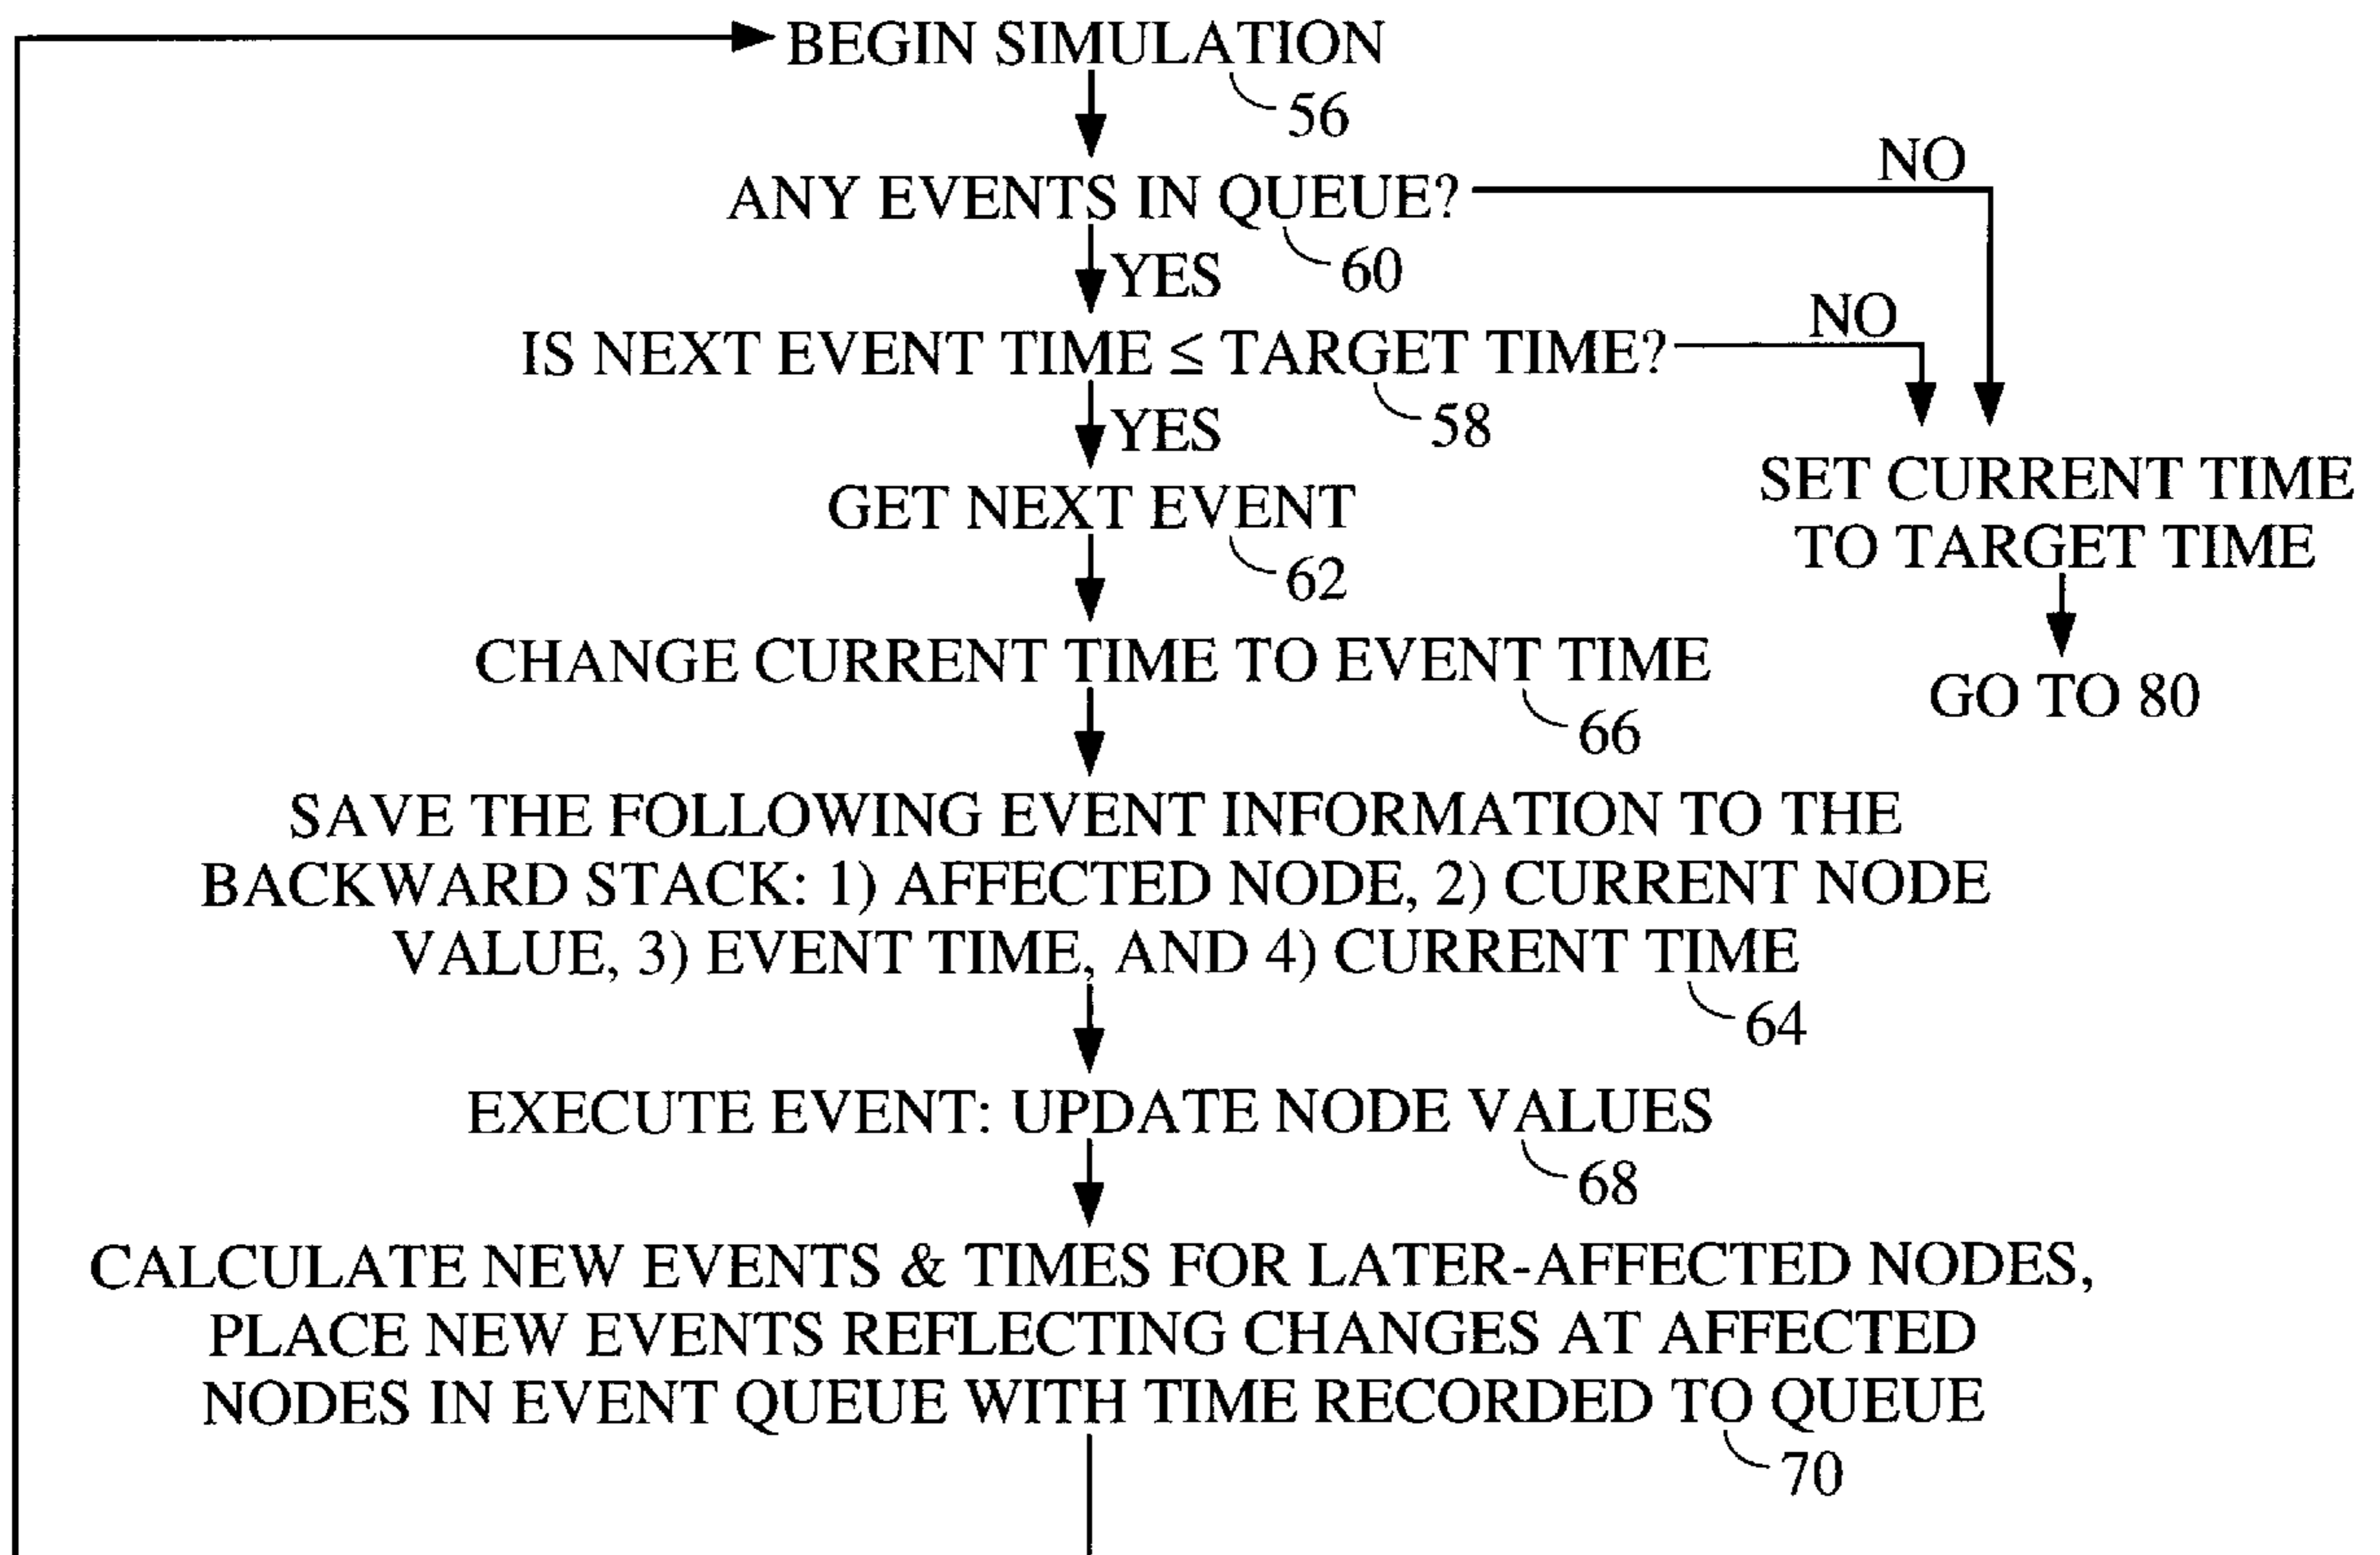 BEGIN SIMULATION
56
ANY EVENTS IN QUEUE?
NO
60
YES
IS NEXT EVENT TIME ≤ TARGET TIME?
NO
58
YES
GET NEXT EVENT
62
SET CURRENT TIME
TO TARGET TIME
GO TO 80
CHANGE CURRENT TIME TO EVENT TIME
66
SAVE THE FOLLOWING EVENT INFORMATION TO THE
BACKWARD STACK: 1) AFFECTED NODE, 2) CURRENT NODE
VALUE, 3) EVENT TIME, AND 4) CURRENT TIME
64
EXECUTE EVENT: UPDATE NODE VALUES
68
CALCULATE NEW EVENTS & TIMES FOR LATER-AFFECTED NODES,
PLACE NEW EVENTS REFLECTING CHANGES AT AFFECTED
NODES IN EVENT QUEUE WITH TIME RECORDED TO QUEUE
70